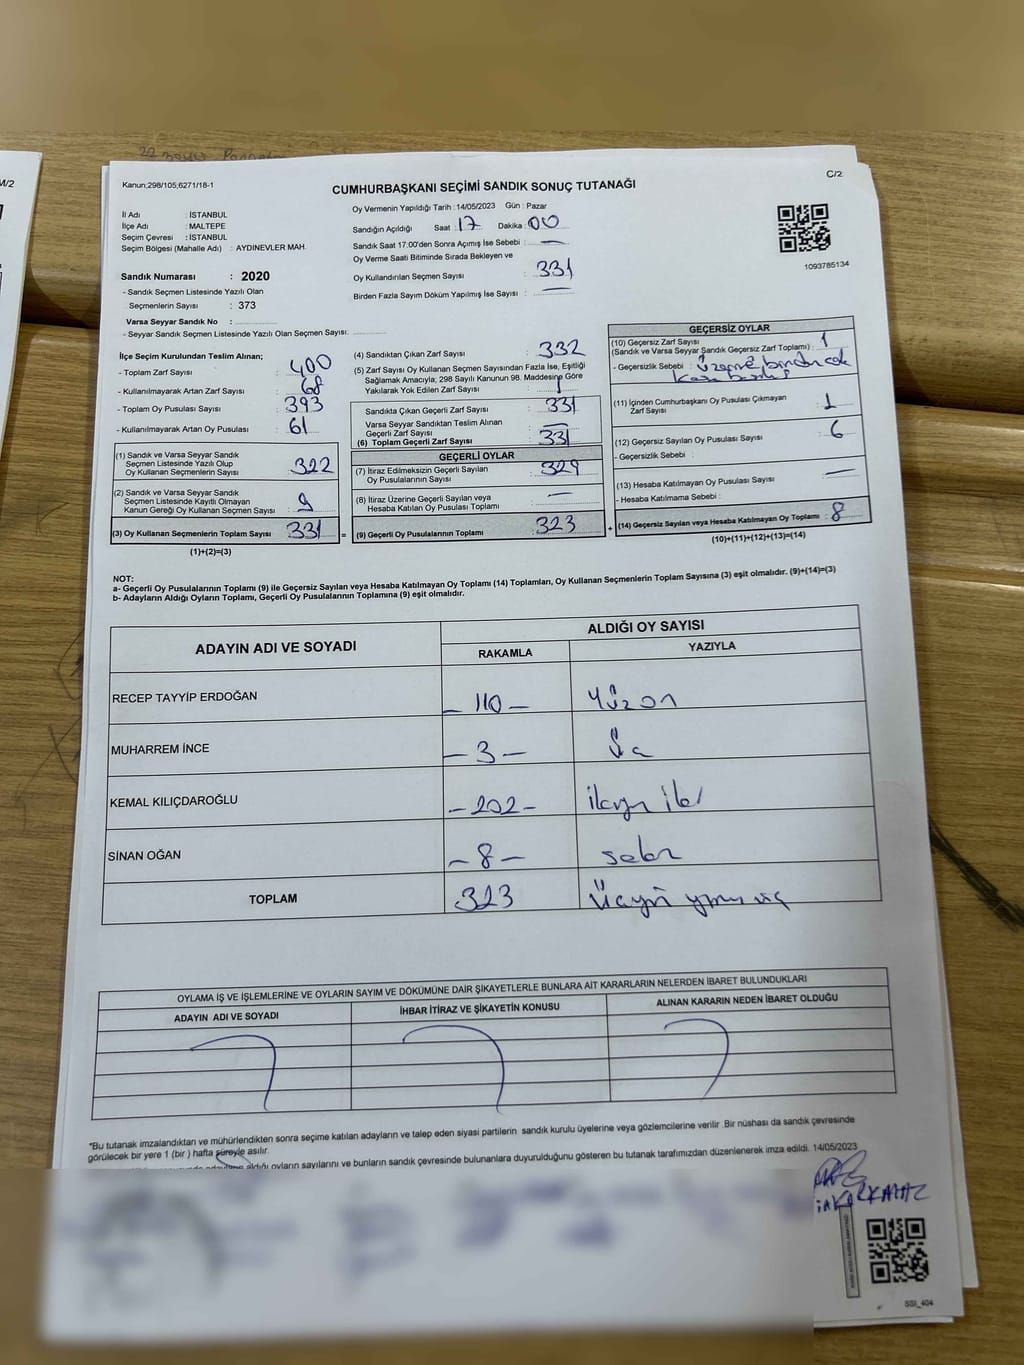 M/2
C/2
Kanun;298/105;6271/18-1
CUMHURBAŞKANI SEÇİMİ SANDIK SONUÇ TUTANAĞI
İl Adı : İSTANBUL
İlçe Adı : MALTEPE
Seçim Çevresi : İSTANBUL
Seçim Bölgesi (Mahalle Adı) : AYDINEVLER MAH.
Sandık Numarası : 2020
- Sandık Seçmen Listesinde Yazılı Olan
Seçmenlerin Sayısı : 373
Varsa Seyyar Sandık No :
- Seyyar Sandık Seçmen Listesinde Yazılı Olan Seçmen Sayısı:
Oy Vermenin Yapıldığı Tarih : 14/05/2023 Gün : Pazar
Sandığın Açıldığı Saat : 17 Dakika : 00
Sandık Saat 17:00'den Sonra Açımış İse Sebebi : —
Oy Verme Saati Bitiminde Sırada Bekleyen ve
Oy Kullandırılan Seçmen Sayısı : 331
Birden Fazla Sayım Döküm Yapılmış İse Sayısı : —
1093785134
İlçe Seçim Kurulundan Teslim Alınan;
- Toplam Zarf Sayısı : 400
- Kullanılmayarak Artan Zarf Sayısı : 68
- Toplam Oy Pusulası Sayısı : 393
- Kullanılmayarak Artan Oy Pusulası : 61
(1) Sandık ve Varsa Seyyar Sandık
Seçmen Listesinde Yazılı Olup
Oy Kullanan Seçmenlerin Sayısı : 322
(2) Sandık ve Varsa Seyyar Sandık
Seçmen Listesinde Kayıtlı Olmayan
Kanun Gereği Oy Kullanan Seçmen Sayısı : 9
(3) Oy Kullanan Seçmenlerin Toplam Sayısı : 331 =
(1)+(2)=(3)
(4) Sandıktan Çıkan Zarf Sayısı : 332
(5) Zarf Sayısı Oy Kullanan Seçmen Sayısından Fazla İse, Eşitliği
Sağlamak Amacıyla; 298 Sayılı Kanunun 98. Maddesine Göre
Yakılarak Yok Edilen Zarf Sayısı : 1
Sandıkta Çıkan Geçerli Zarf Sayısı : 331
Varsa Seyyar Sandıktan Teslim Alınan
Geçerli Zarf Sayısı : —
(6) Toplam Geçerli Zarf Sayısı : 331
GEÇERLİ OYLAR
(7) İtiraz Edilmeksizin Geçerli Sayılan
Oy Pusulalarının Sayısı : 329
(8) İtiraz Üzerine Geçerli Sayılan veya
Hesaba Katılan Oy Pusulası Toplamı : —
(9) Geçerli Oy Pusulalarının Toplamı : 323 +
GEÇERSİZ OYLAR
(10) Geçersiz Zarf Sayısı : 1
(Sandık ve Varsa Seyyar Sandık Geçersiz Zarf Toplamı)
- Geçersizlik Sebebi : üzerine birden çok
(11) İçinden Cumhurbaşkanı Oy Pusulası Çıkmayan
Zarf Sayısı : 1
(12) Geçersiz Sayılan Oy Pusulası Sayısı : 6
- Geçersizlik Sebebi :
(13) Hesaba Katılmayan Oy Pusulası Sayısı : —
- Hesaba Katılmama Sebebi : —
(14) Geçersiz Sayılan veya Hesaba Katılmayan Oy Toplamı : 8
(10)+(11)+(12)+(13)=(14)
NOT:
a- Geçerli Oy Pusulalarının Toplamı (9) ile Geçersiz Sayılan veya Hesaba Katılmayan Oy Toplamı (14) Toplamları, Oy Kullanan Seçmenlerin Toplam Sayısına (3) eşit olmalıdır. (9)+(14)=(3)
b- Adayların Aldığı Oyların Toplamı, Geçerli Oy Pusulalarının Toplamına (9) eşit olmalıdır.
ADAYIN ADI VE SOYADI ALDIĞI OY SAYISI
RAKAMLA YAZIYLA
RECEP TAYYİP ERDOĞAN – 110 – Yüzon
MUHARREM İNCE – 3 – Üç
KEMAL KILIÇDAROĞLU – 202 – ikiyüz iki
SİNAN OĞAN – 8 – sekiz
TOPLAM 323 Üçyüz yirmi üç
OYLAMA İŞ VE İŞLEMLERİNE VE OYLARIN SAYIM VE DÖKÜMÜNE DAİR ŞİKAYETLERLE BUNLARA AİT KARARLARIN NELERDEN İBARET BULUNDUKLARI
ADAYIN ADI VE SOYADI İHBAR İTİRAZ VE ŞİKAYETİN KONUSU ALINAN KARARIN NEDEN İBARET OLDUĞU
*Bu tutanak imzalandıktan ve mühürlendikten sonra seçime katılan adayların ve talep eden siyasi partilerin sandık kurulu üyelerine veya gözlemcilerine verilir .Bir nüshası da sandık çevresinde
görülecek bir yere 1 (bir ) hafta süreyle asılır.
aldığı oyların sayılarını ve bunların sandık çevresinde bulunanlara duyurulduğunu gösteren bu tutanak tarafımızdan düzenlenerek imza edildi. 14/05/2023
SSI_404